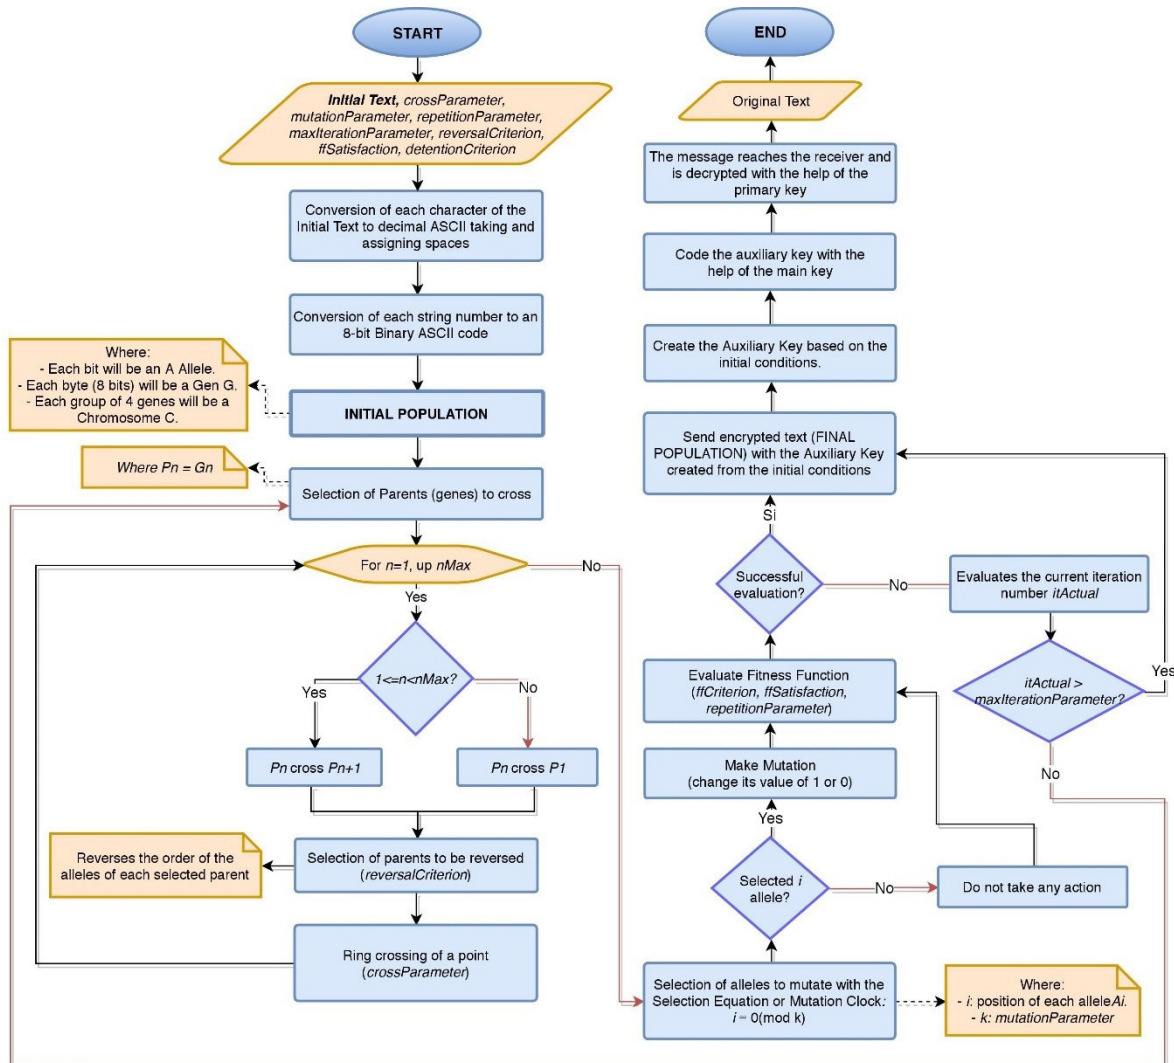 START
Initial Text, crossParameter,
mutationParameter, repetitionParameter,
maxIterationParameter, reversalCriterion,
ffSatisfaction, detentionCriterion
Conversion of each character of the
Initial Text to decimal ASCII taking and
assigning spaces
Conversion of each string number to an
8-bit Binary ASCII code
Where:
- Each bit will be an A Allele.
- Each byte (8 bits) will be a Gen G.
- Each group of 4 genes will be a
Chromosome C.
INITIAL POPULATION
Where Pn = Gn
Selection of Parents (genes) to cross
For n=1, up nMax
No
Yes
1<=n<nMax?
Yes
No
Pn cross Pn+1
Pn cross P1
Reverses the order of the
alleles of each selected parent
Selection of parents to be reversed
(reversalCriterion)
Ring crossing of a point
(crossParameter)
END
Original Text
The message reaches the receiver and
is decrypted with the help of the
primary key
Code the auxiliary key with the
help of the main key
Create the Auxiliary Key based on the
initial conditions.
Send encrypted text (FINAL
POPULATION) with the Auxiliary Key
created from the initial conditions
Si
Successful
evaluation?
No
Evaluates the current iteration
number itActual
itActual >
maxIterationParameter?
Yes
No
Evaluate Fitness Function
(ffCriterion, ffSatisfaction,
repetitionParameter)
Make Mutation
(change its value of 1 or 0)
Yes
Selected i
allele?
No
Do not take any action
Selection of alleles to mutate with the
Selection Equation or Mutation Clock:
i = 0(mod k)
Where:
- i: position of each alleleAi.
- k: mutationParameter